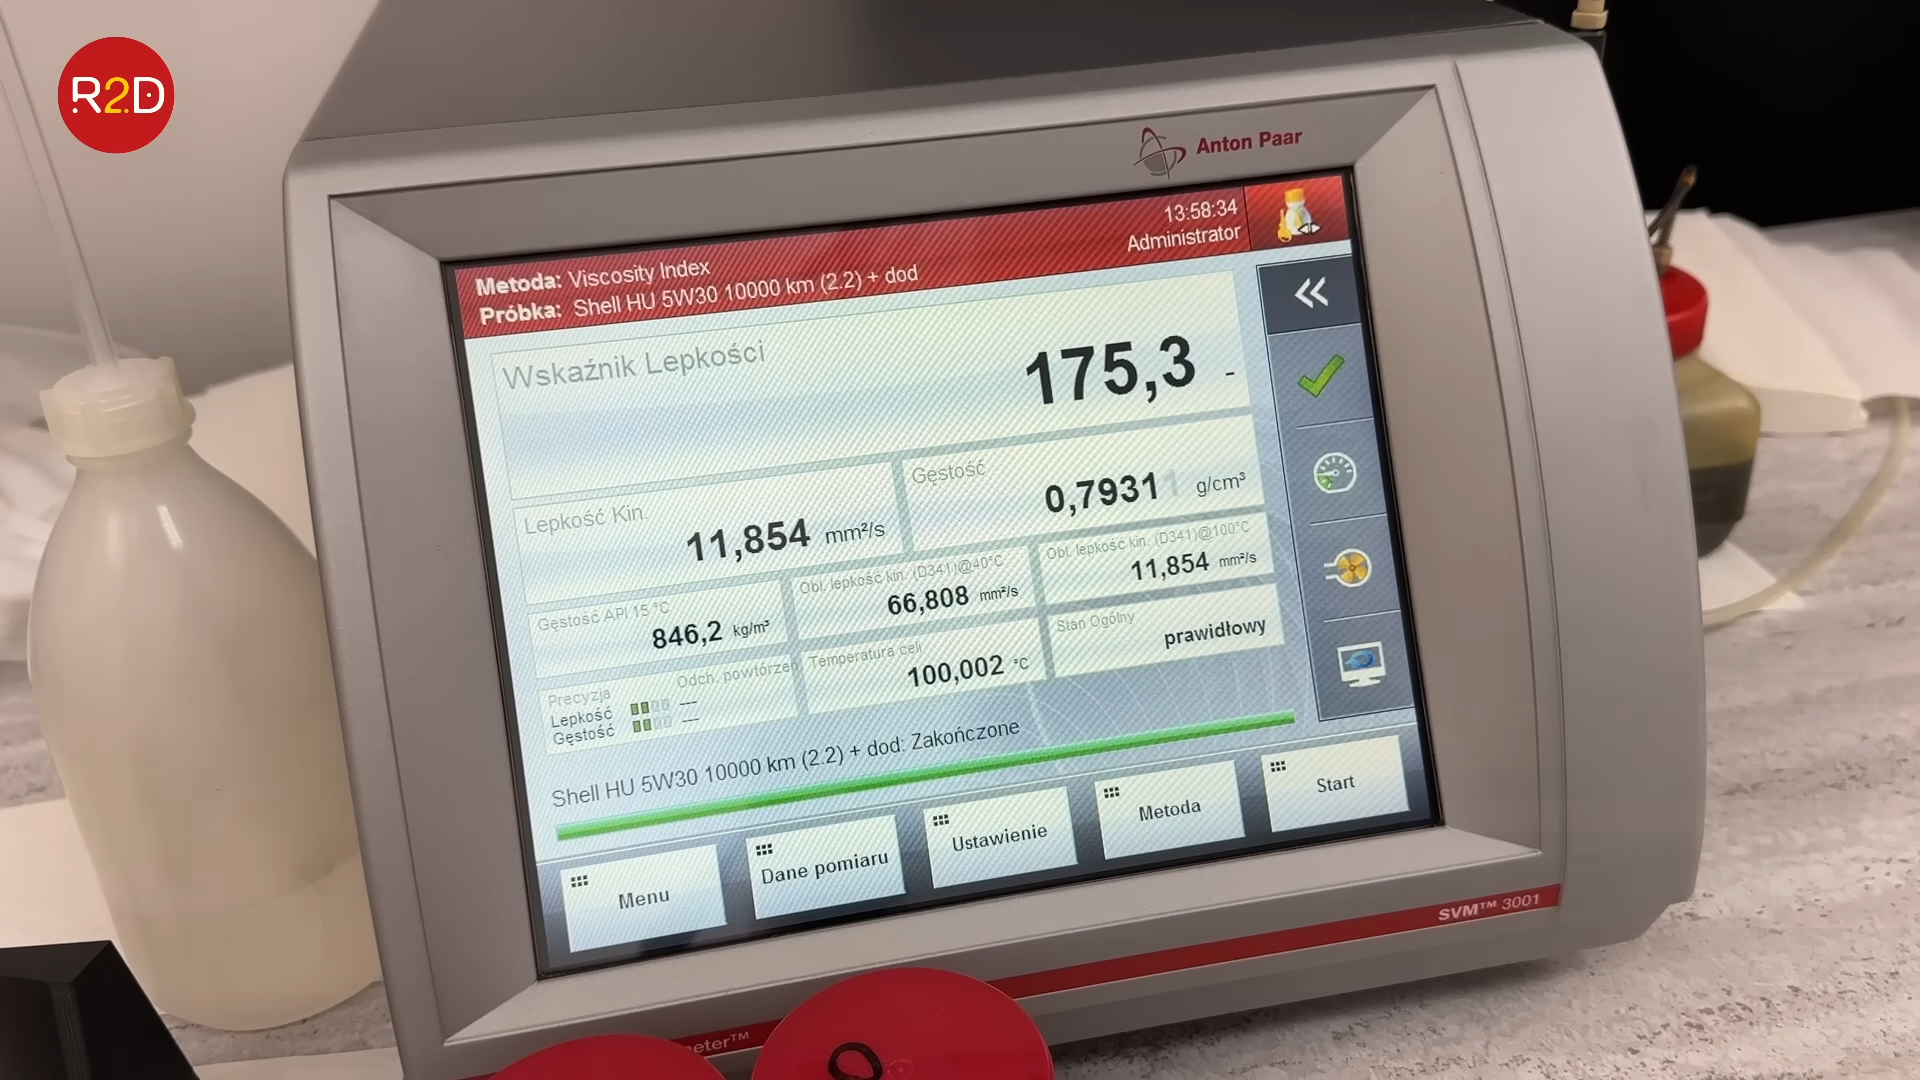 R2D
Anton Paar
13:58:34
Administrator
Metoda: Viscosity Index
Próbka: Shell HU 5W30 10000 km (2.2) + dod
Wskaźnik Lepkości
175,3 -
Lepkość Kin.
11,854 mm²/s
Gęstość
0,7931 g/cm³
Gęstość API 15 °C
846,2 kg/m³
Obl. lepkość kin. (D341)@40°C
66,808 mm²/s
Obl. lepkość kin. (D341)@100°C
11,854 mm²/s
Precyzja
Odch. powtórzen
Lepkość ---
Gęstość ---
Temperatura celi
100,002 °C
Stan Ogólny
prawidłowy
Shell HU 5W30 10000 km (2.2) + dod: Zakończone
Menu
Dane pomiaru
Ustawienie
Metoda
Start
SVM™ 3001
meter™